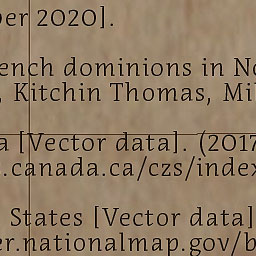 ber 2020].
ench dominions in No
, Kitchin Thomas, Mi
a [Vector data]. (2017
.canada.ca/czs/index
States [Vector data]
er.nationalmap.gov/b